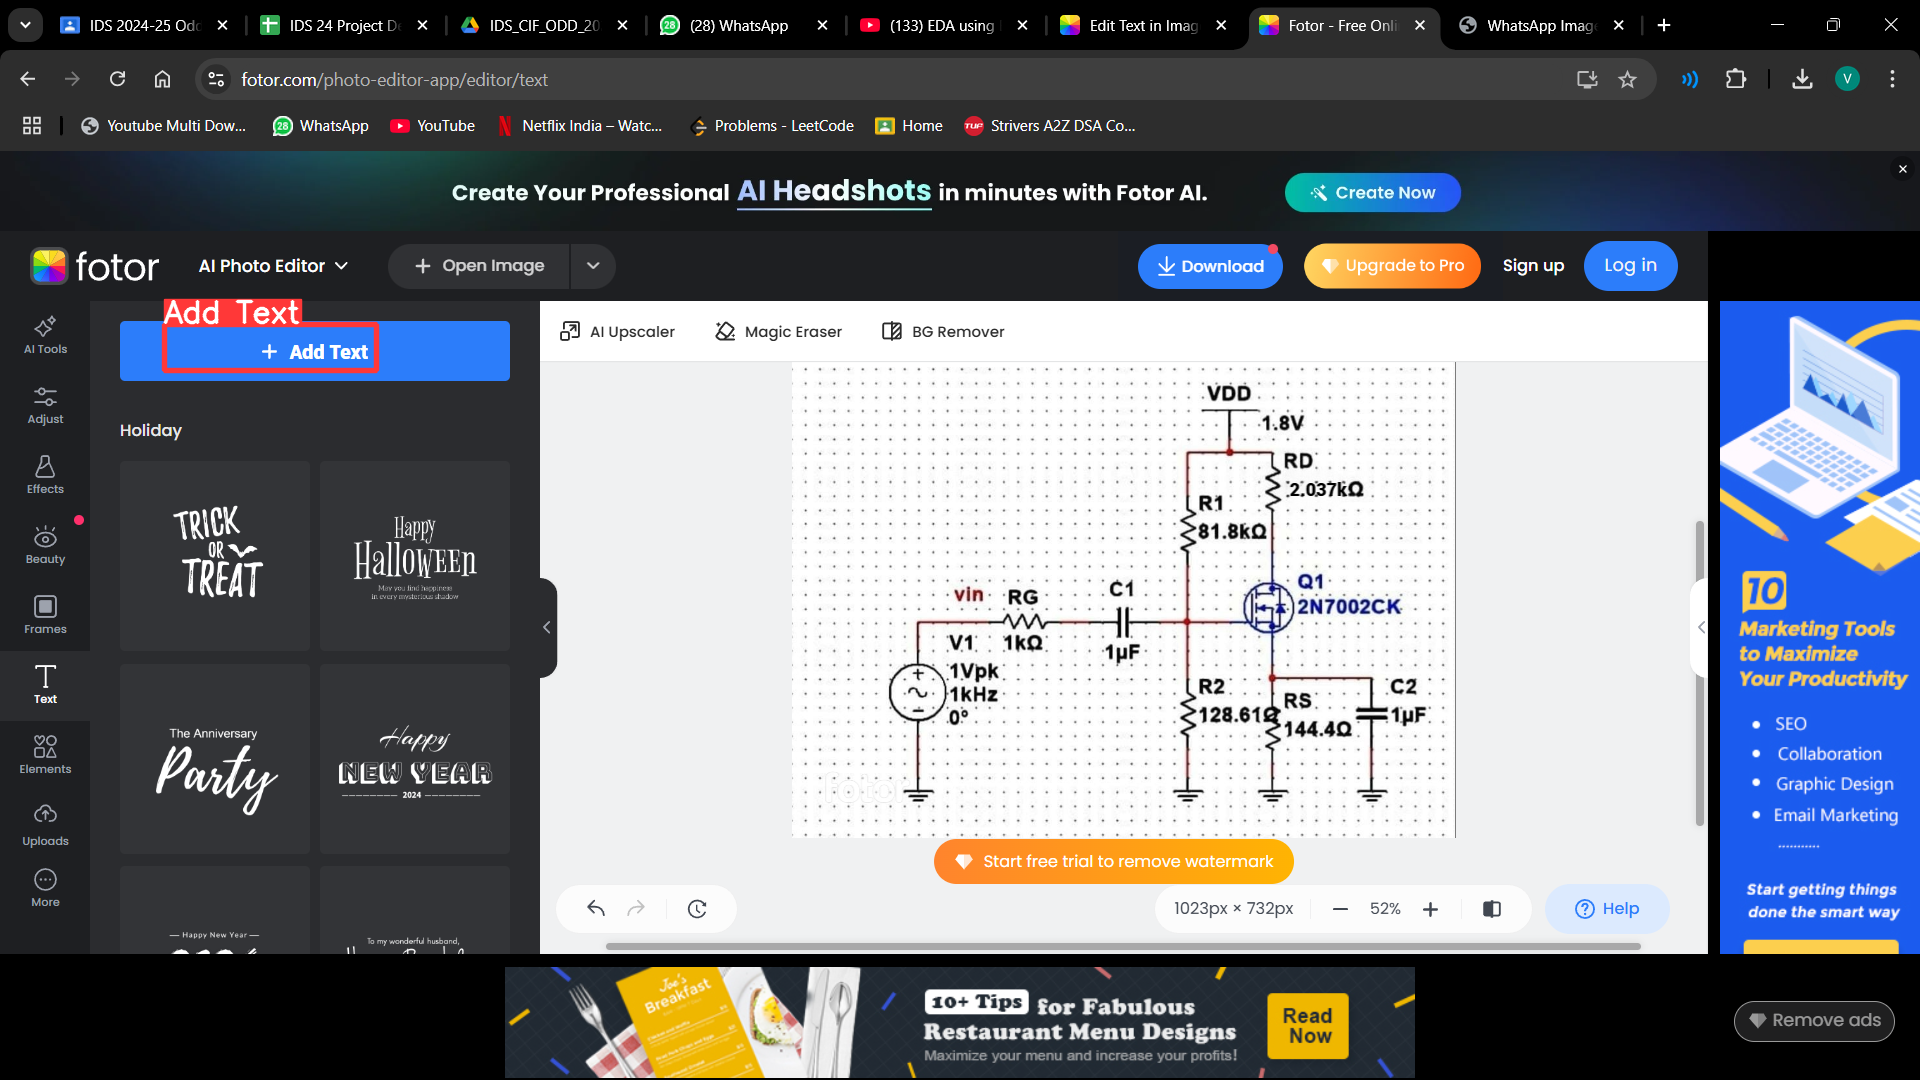 IDS 2024-25 Od
IDS 24 Project D
IDS_CIF_ODD_20
(28) WhatsApp
(133) EDA using
Edit Text in Imag
Fotor - Free Onli
WhatsApp Imag
fotor.com/photo-editor-app/editor/text
V
Youtube Multi Dow...
28
WhatsApp
YouTube
Netflix India – Watc...
Problems - LeetCode
Home
TUF
Strivers A2Z DSA Co...
Create Your Professional AI Headshots in minutes with Fotor AI.
Create Now
fotor
AI Photo Editor
Open Image
Download
Upgrade to Pro
Sign up
Log in
Add Text
+ Add Text
AI Tools
Adjust
Effects
Beauty
Frames
Text
Elements
Uploads
More
Holiday
TRICK
OR
TREAT
Happy
Halloween
May you find happiness
in every mysterious shadow
The Anniversary
Party
Happy
NEW YEAR
2024
Happy New Year
To my wonderful husband,
AI Upscaler
Magic Eraser
BG Remover
VDD
1.8V
RD
2.037kΩ
R1
81.8kΩ
Q1
2N7002CK
vin
RG
1kΩ
C1
1µF
V1
1Vpk
1kHz
0°
R2
128.61Ω
RS
144.4Ω
C2
1µF
fotor
Start free trial to remove watermark
1023px × 732px
52%
Help
10
Marketing Tools
to Maximize
Your Productivity
• SEO
• Collaboration
• Graphic Design
• Email Marketing
...........
Start getting things
done the smart way
Joe's
Breakfast
10+ Tips for Fabulous
Restaurant Menu Designs
Maximize your menu and increase your profits!
Read
Now
Remove ads